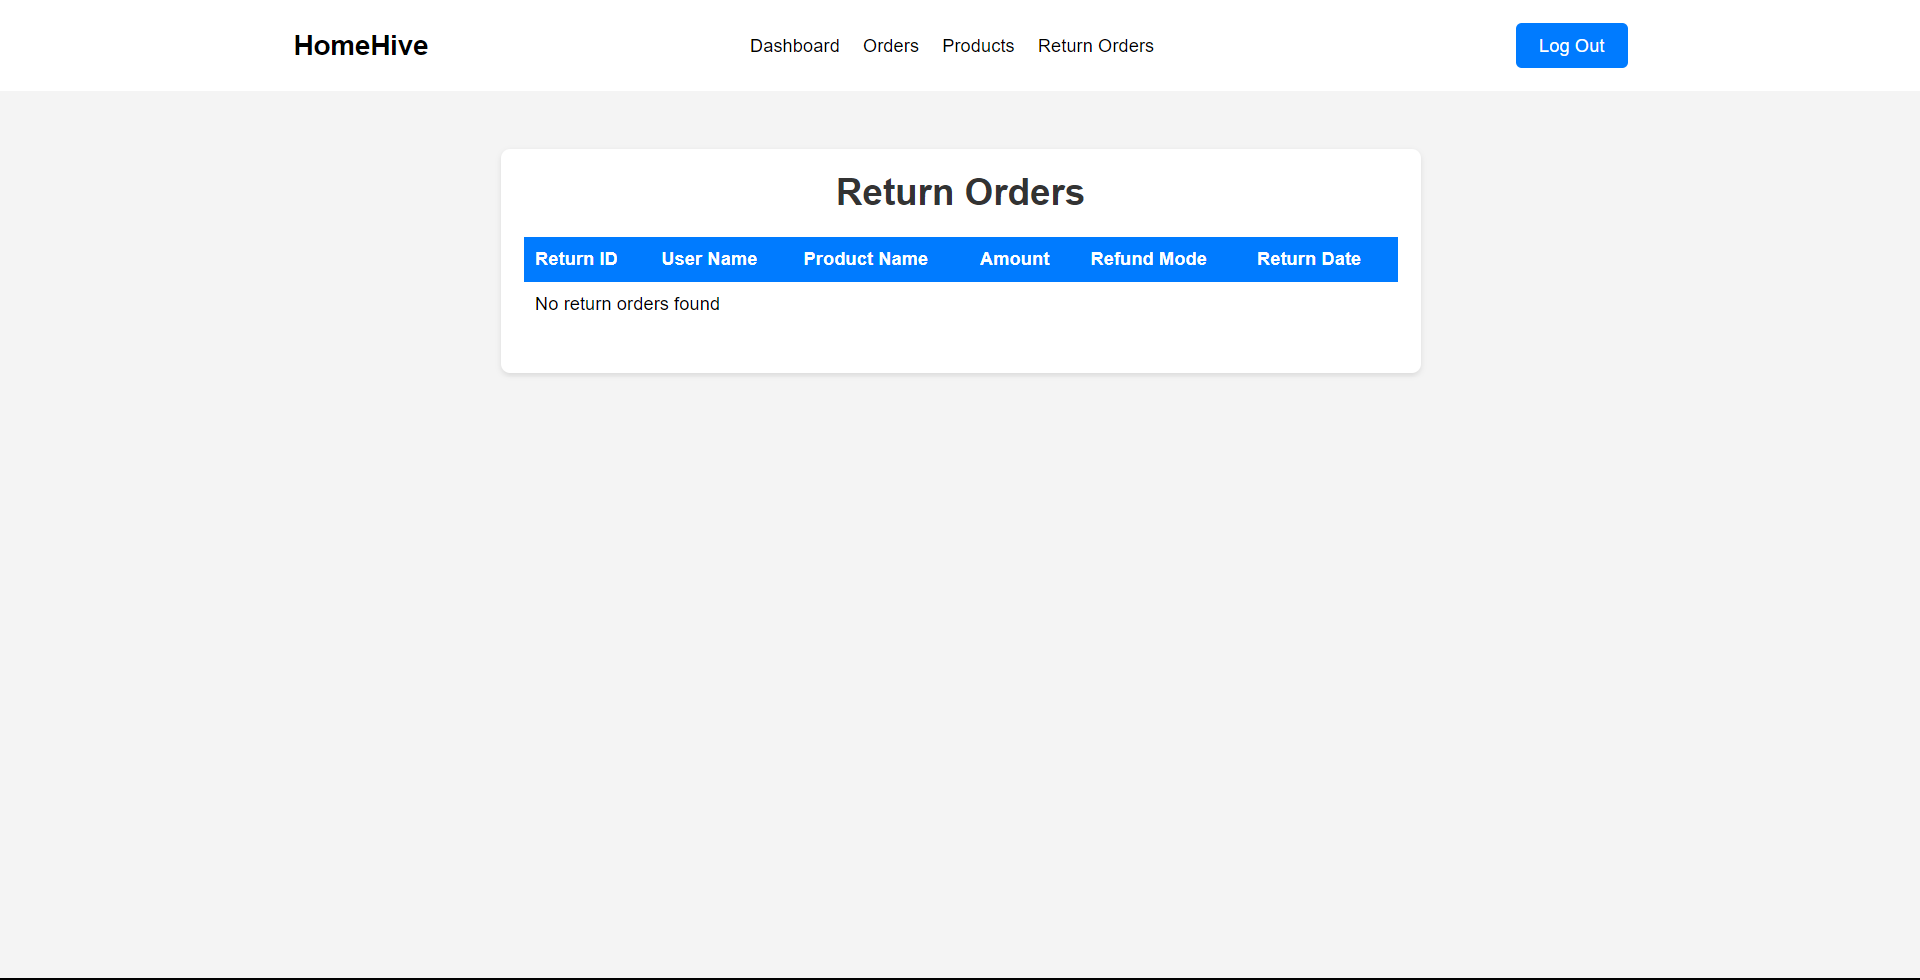 HomeHive Dashboard Orders Products Return Orders Log Out
Return Orders
Return ID User Name Product Name Amount Refund Mode Return Date
No return orders found